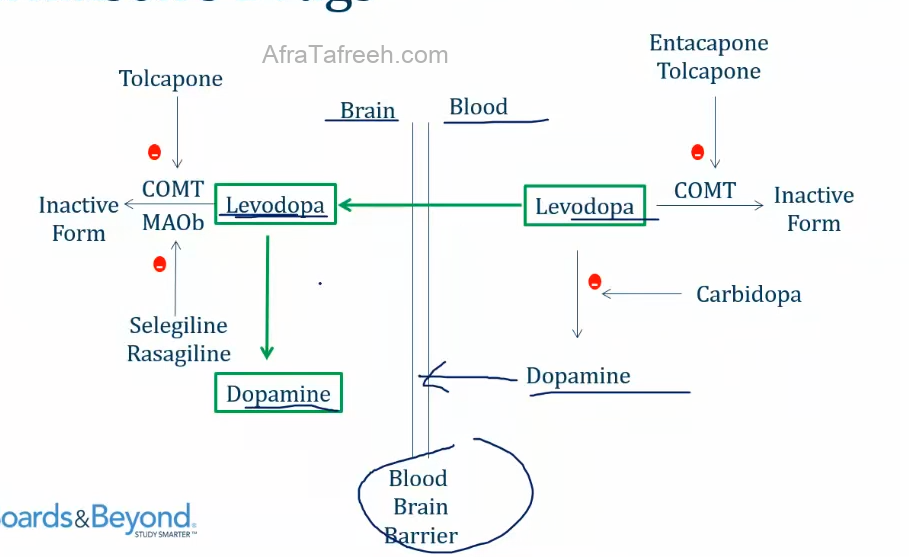 AfraTafreeh.com
Tolcapone
Entacapone
Tolcapone
Brain
Blood
COMT
MAOb
Levodopa
Inactive
Form
Levodopa
COMT
Inactive
Form
Selegiline
Rasagiline
Carbidopa
Dopamine
Dopamine
Blood
Brain
Barrier
oards&Beyond.
STUDY SMARTER™